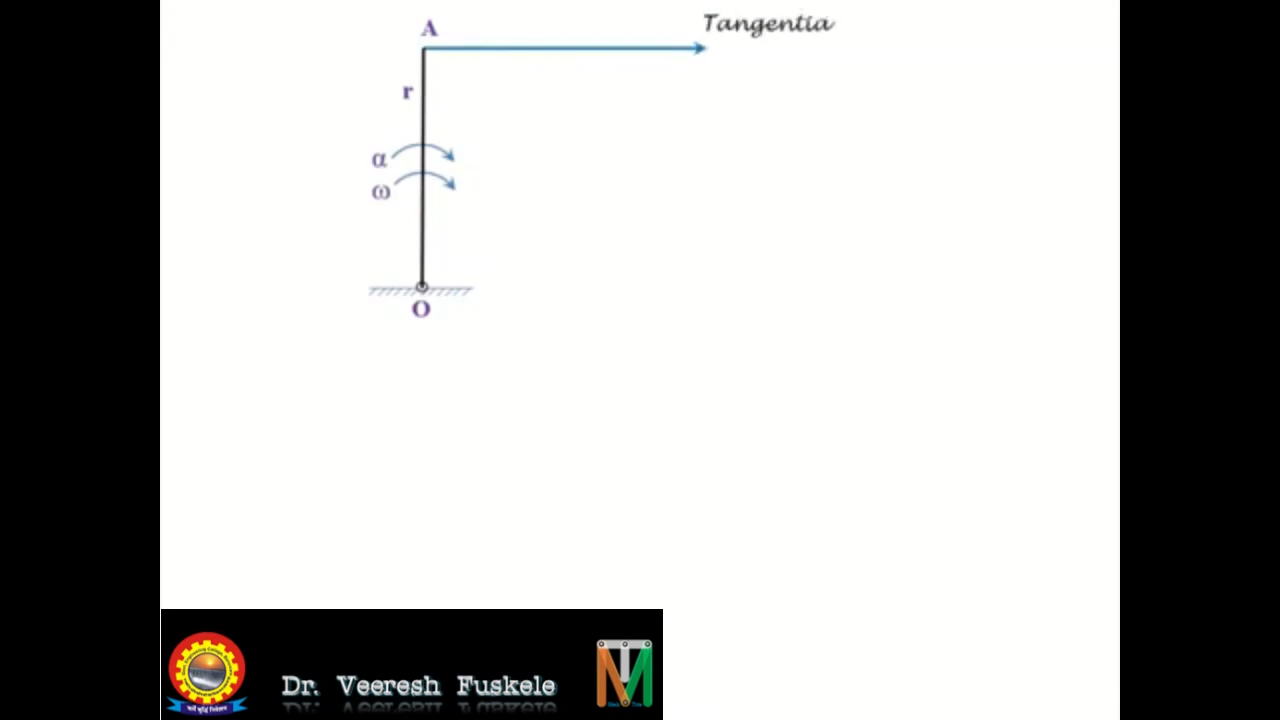 A
Tangentia
r
α
ω
O
Dr. Veeresh Fuskele